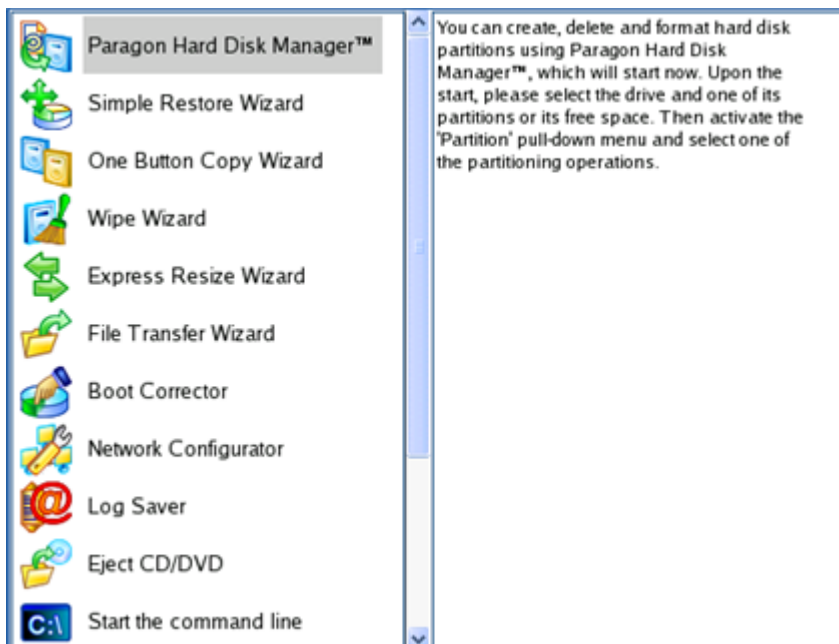 Paragon Hard Disk Manager™
Simple Restore Wizard
One Button Copy Wizard
Wipe Wizard
Express Resize Wizard
File Transfer Wizard
Boot Corrector
Network Configurator
Log Saver
Eject CD/DVD
C:\ Start the command line
You can create, delete and format hard disk
partitions using Paragon Hard Disk
Manager™, which will start now. Upon the
start, please select the drive and one of its
partitions or its free space. Then activate the
'Partition' pull-down menu and select one of
the partitioning operations.